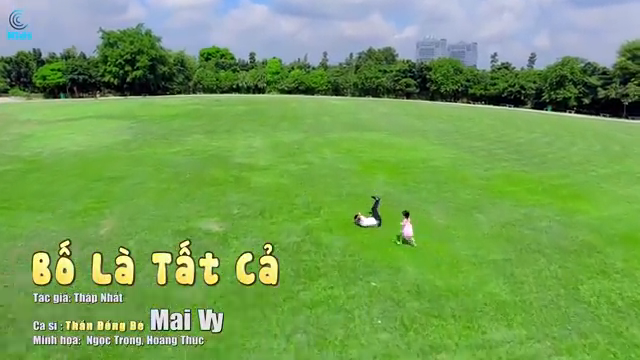 Bố Là Tất Cả
Tác giả: Thập Nhất
Ca sĩ : Thần Đồng Bé Mai Vy
Minh họa: Ngọc Trọng, Hoàng Thục